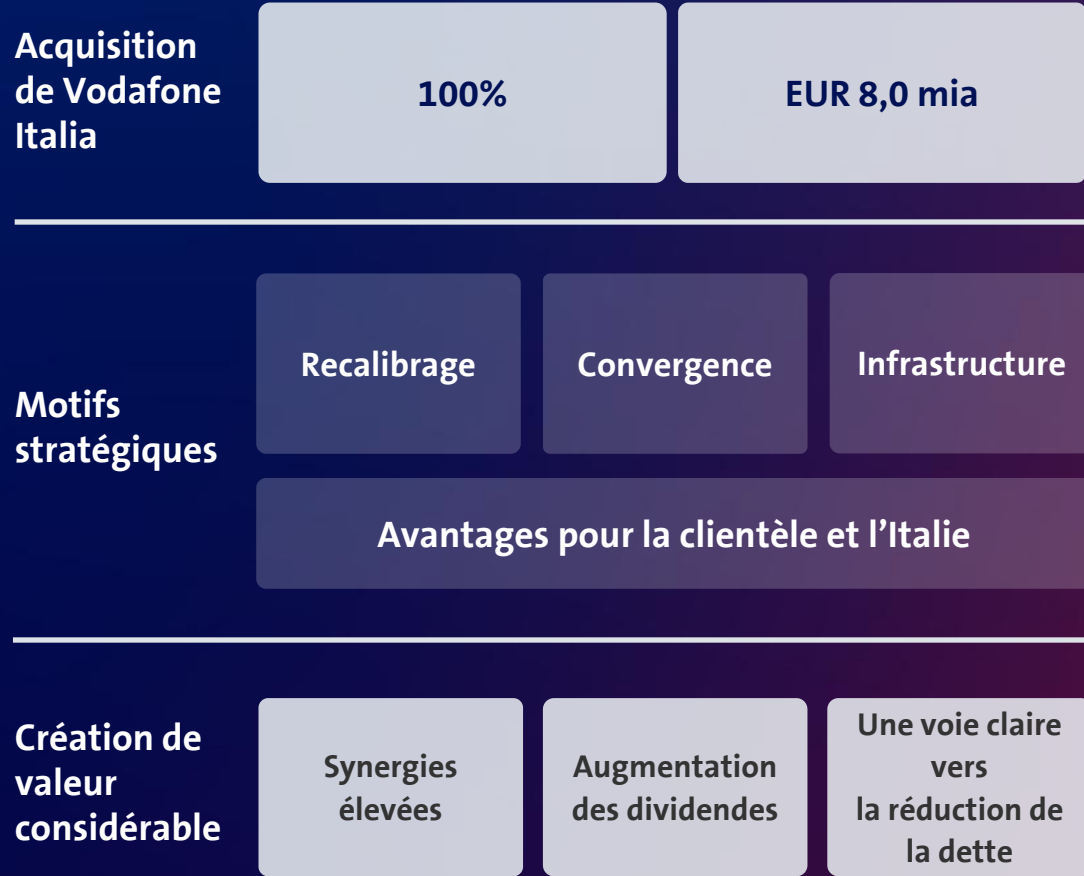 Acquisition
de Vodafone
Italia
100%
EUR 8,0 mia
Motifs
stratégiques
Recalibrage
Convergence
Infrastructure
Avantages pour la clientèle et l’Italie
Création de
valeur
considérable
Synergies
élevées
Augmentation
des dividendes
Une voie claire
vers
la réduction de
la dette